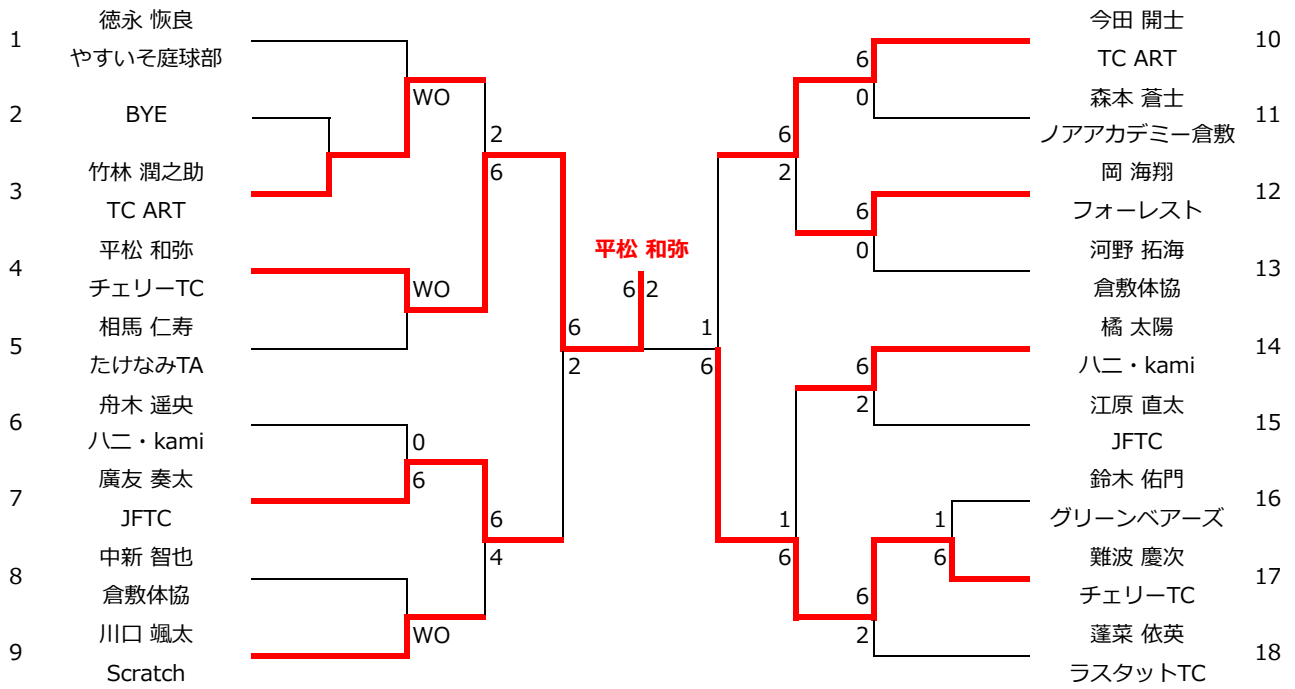 徳永 恢良
1
やすいそ庭球部
2
BYE
竹林 潤之助
3
TC ART
平松 和弥
4
チェリーTC
相馬 仁寿
5
たけなみTA
舟木 遥央
6
ハ二・kami
廣友 奏太
7
JFTC
中新 智也
8
倉敷体協
川口 颯太
9
Scratch
WO
WO
0
6
WO
2
6
6
4
6
2
平松 和弥
6 2
1
6
6
2
1
6
6
0
6
0
6
2
1
6
6
2
今田 開士
10
TC ART
森本 蒼士
11
ノアアカデミー倉敷
岡 海翔
12
フォーレスト
河野 拓海
13
倉敷体協
橘 太陽
14
ハ二・kami
江原 直太
15
JFTC
鈴木 佑門
16
グリーンベアーズ
難波 慶次
17
チェリーTC
蓬莱 依英
18
ラスタットTC